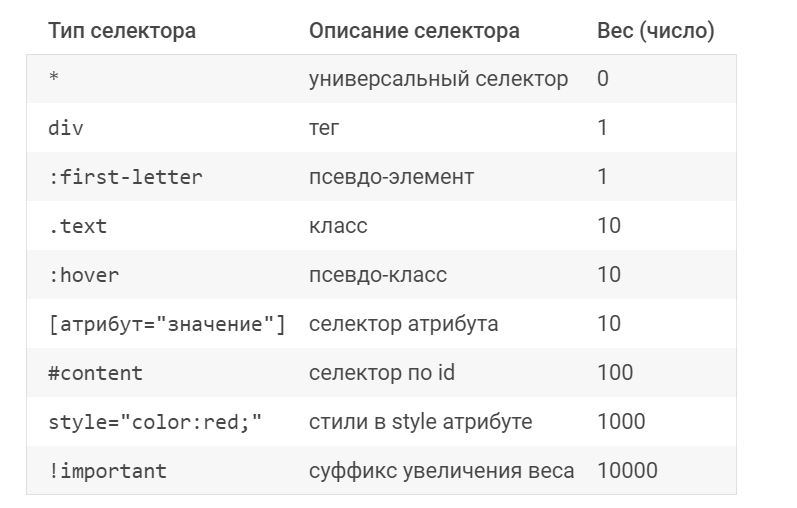 Тип селектора Описание селектора Вес (число)
* универсальный селектор 0
div тег 1
:first-letter псевдо-элемент 1
.text класс 10
:hover псевдо-класс 10
[атрибут="значение"] селектор атрибута 10
#content селектор по id 100
style="color:red;" стили в style атрибуте 1000
!important суффикс увеличения веса 10000